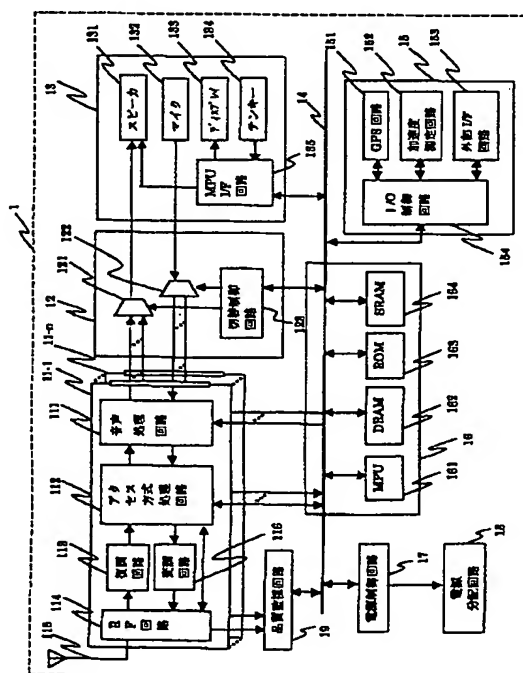 1
13
131
132
133
134
スピーカ
マイク
ディスプレイ
テンキー
MPU I/F 回路
135
14
151
152
15
153
GPS 回路
加速度 測定回路
外部 I/F 回路
I/O 制御 回路
154
12
121
122
切替制御 回路
123
11-n
11-1
111
音声 処理 回路
112
アクセス方式処理回路
113
復調 回路
変調 回路
116
114
RF 回路
115
品質監視回路
19
MPU
161
DRAM
162
ROM
163
SRAM
164
16
電源制御回路
17
電源 分配回路
18